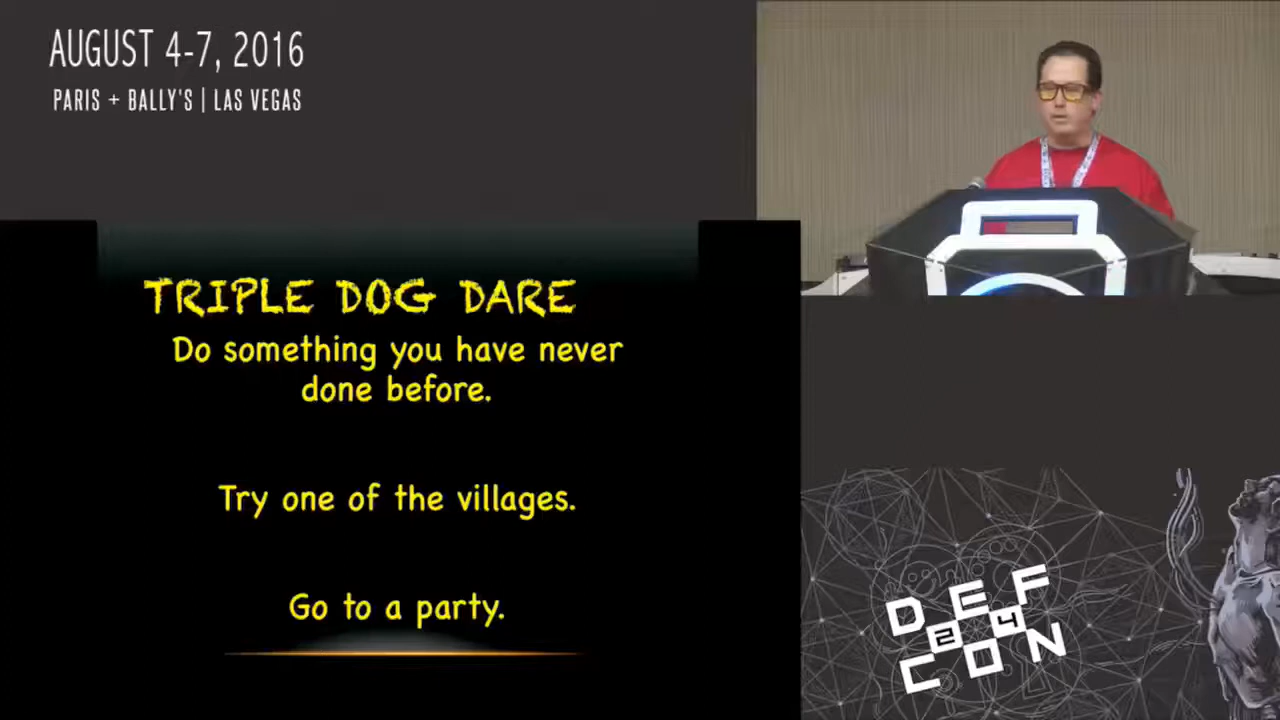 AUGUST 4-7, 2016
PARIS + BALLY'S | LAS VEGAS
TRIPLE DOG DARE
Do something you have never
done before.
Try one of the villages.
Go to a party.
DEF
24
CON